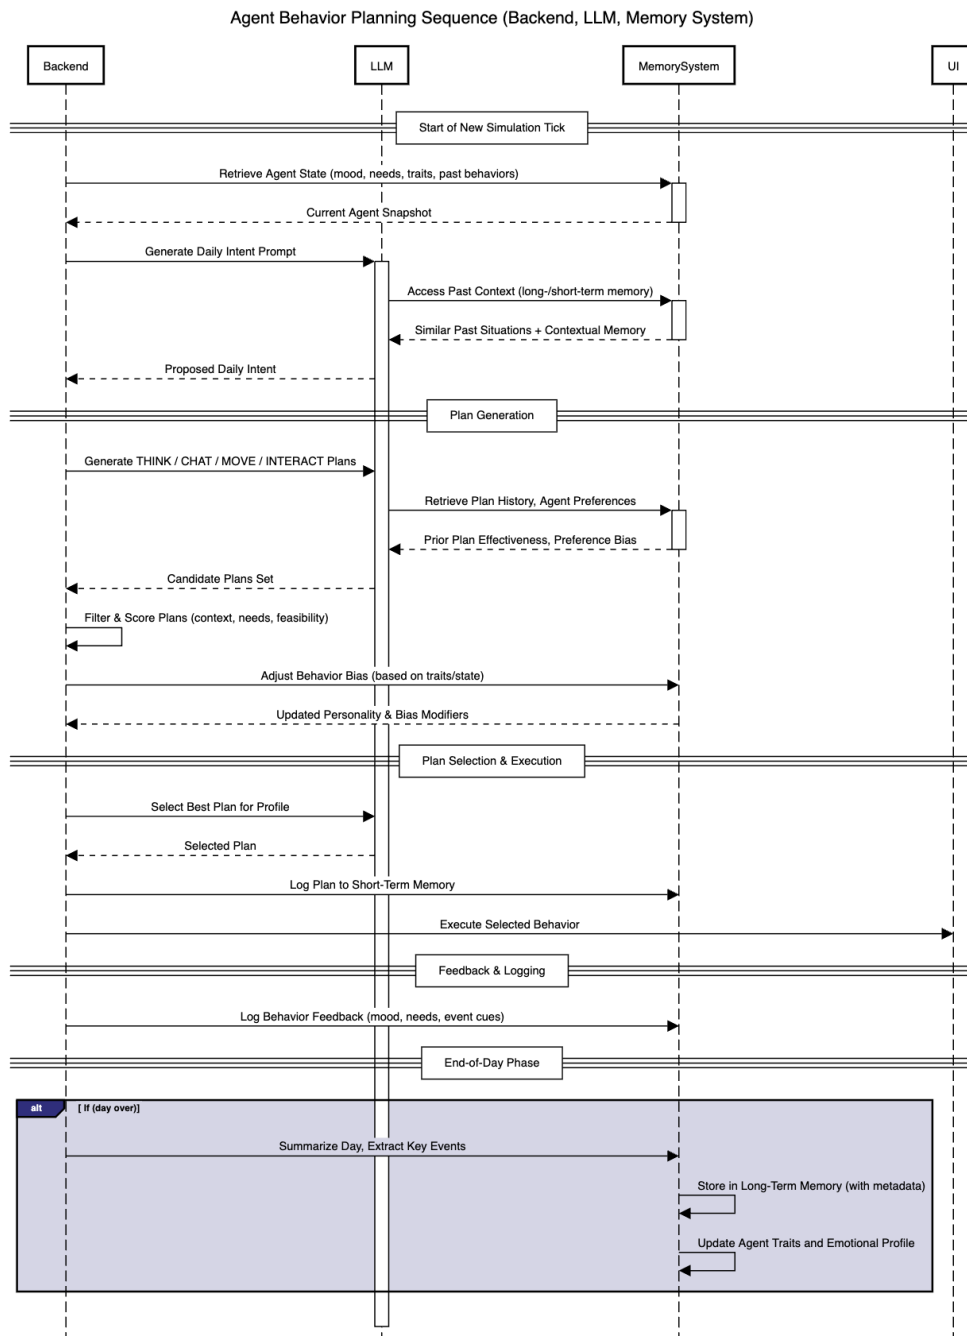 Agent Behavior Planning Sequence (Backend, LLM, Memory System)
Backend
LLM
MemorySystem
UI
Start of New Simulation Tick
Retrieve Agent State (mood, needs, traits, past behaviors)
Current Agent Snapshot
Generate Daily Intent Prompt
Access Past Context (long-/short-term memory)
Similar Past Situations + Contextual Memory
Proposed Daily Intent
Plan Generation
Generate THINK / CHAT / MOVE / INTERACT Plans
Retrieve Plan History, Agent Preferences
Prior Plan Effectiveness, Preference Bias
Candidate Plans Set
Filter & Score Plans (context, needs, feasibility)
Adjust Behavior Bias (based on traits/state)
Updated Personality & Bias Modifiers
Plan Selection & Execution
Select Best Plan for Profile
Selected Plan
Log Plan to Short-Term Memory
Execute Selected Behavior
Feedback & Logging
Log Behavior Feedback (mood, needs, event cues)
End-of-Day Phase
alt [ If (day over)]
Summarize Day, Extract Key Events
Store in Long-Term Memory (with metadata)
Update Agent Traits and Emotional Profile